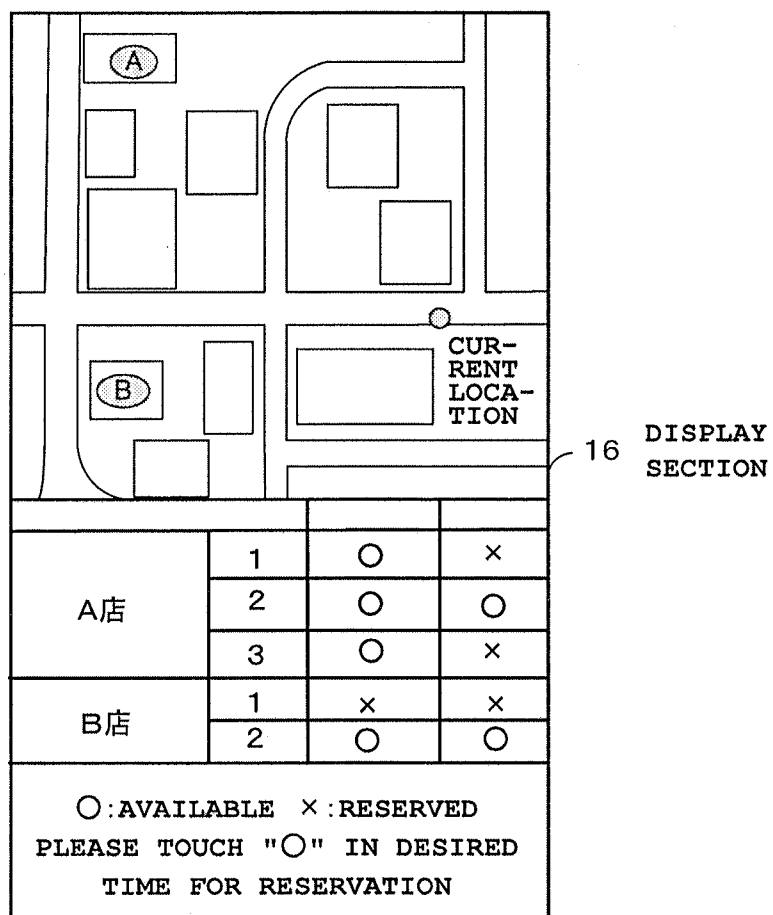 A
B
CUR-
RENT
LOCA-
TION
16 DISPLAY
SECTION
A店
1 ○ ×
2 ○ ○
3 ○ ×
B店
1 × ×
2 ○ ○
○:AVAILABLE ×:RESERVED
PLEASE TOUCH "○" IN DESIRED
TIME FOR RESERVATION